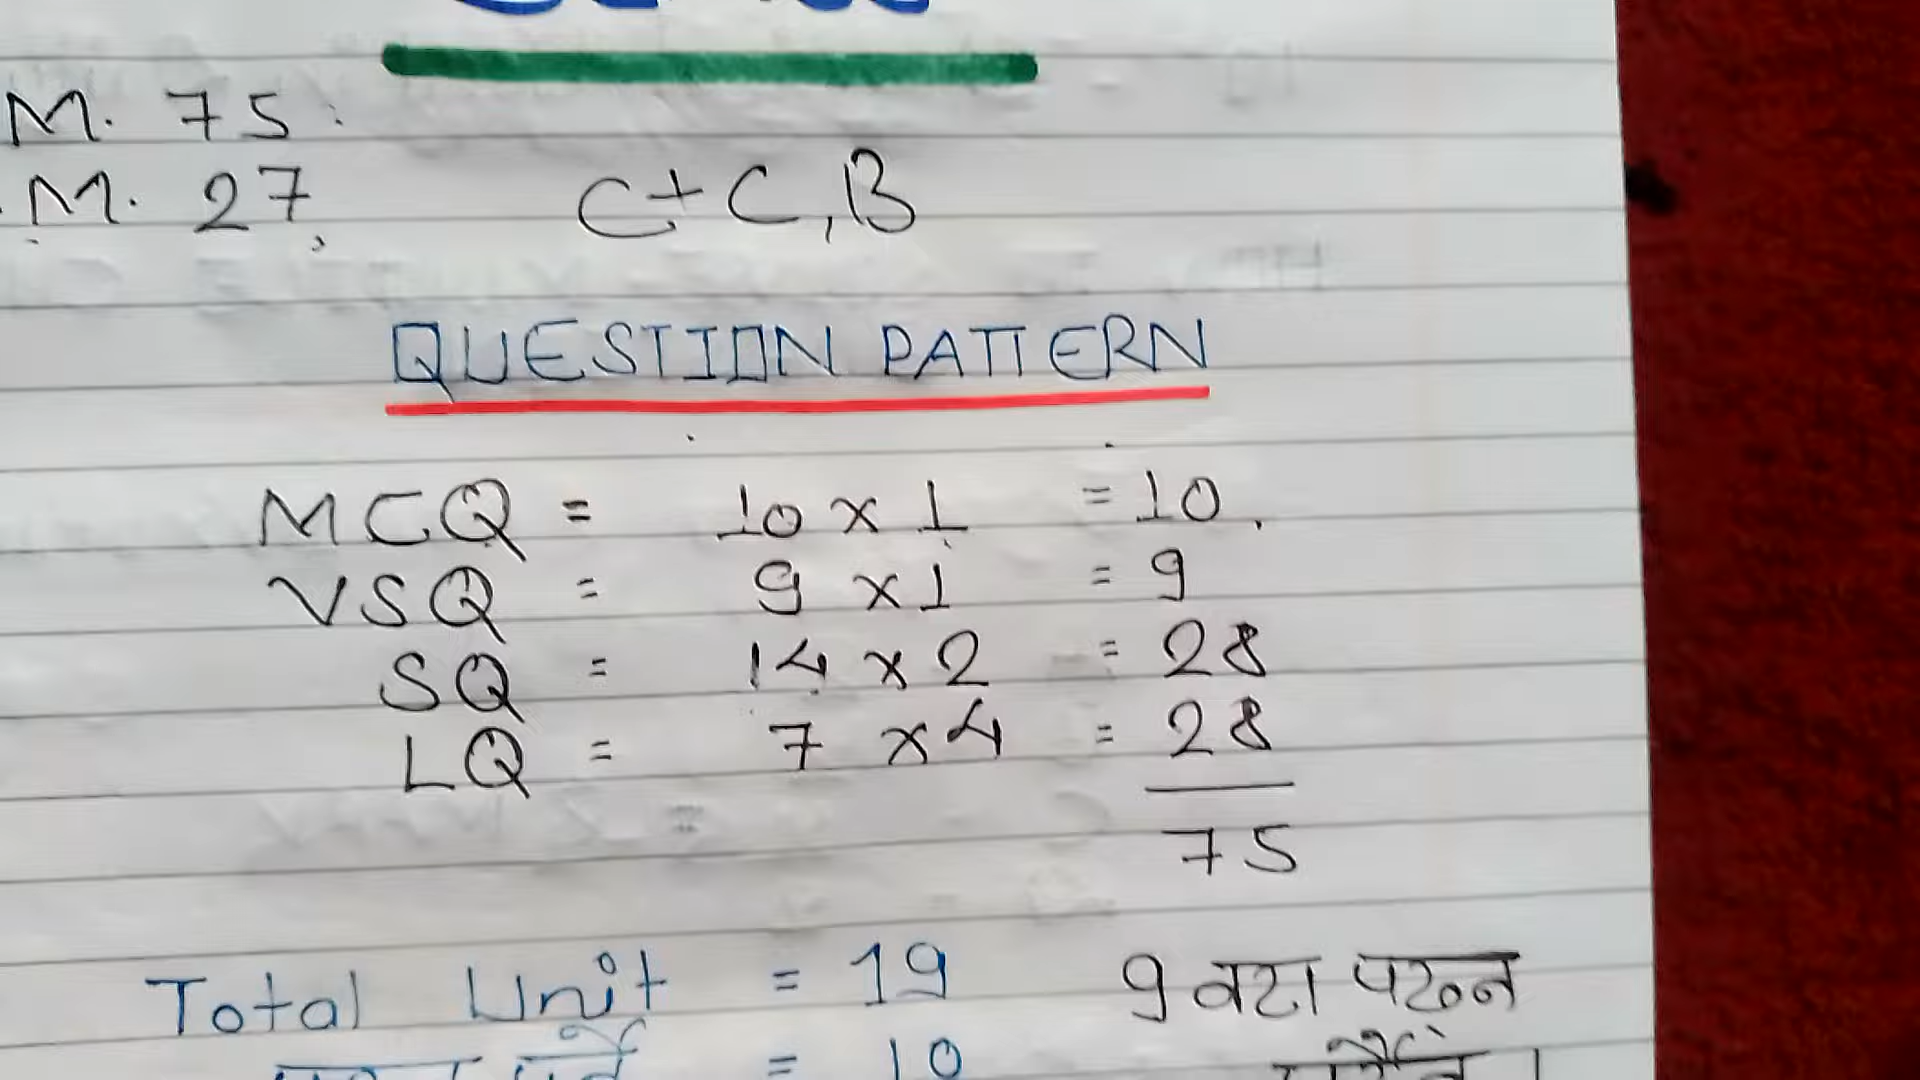 M. 75.
.M. 27, C+ C, B
QUESTION PATTERN
MCQ = 10 x 1 = 10.
VSQ = 9 x 1 = 9
SQ = 14 x 2 = 28
LQ = 7 x 4 = 28
75
Total Unit = 19 9 वटा पढ्न
= 10